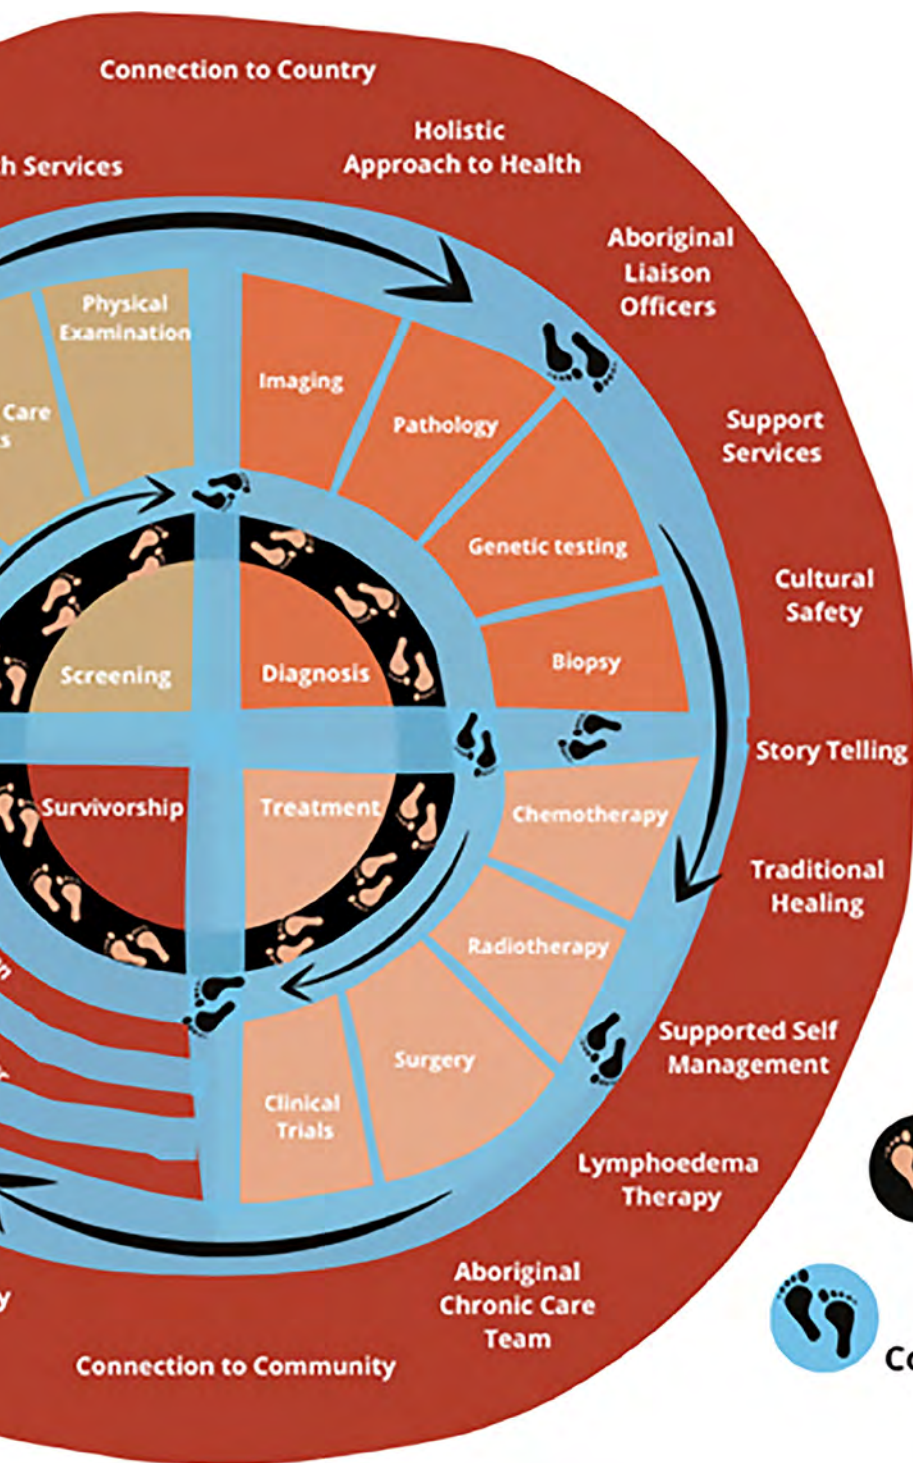 Connection to Country
Holistic
Approach to Health
Services
Aboriginal
Liaison
Officers
Physical
Examination
Imaging
Care
Pathology
Support
Services
Genetic testing
Cultural
Safety
Biopsy
Screening
Diagnosis
Story Telling
Survivorship
Treatment
Chemotherapy
Traditional
Healing
Radiotherapy
Supported Self
Management
Surgery
Clinical
Trials
Lymphoedema
Therapy
Aboriginal
Chronic Care
Team
Connection to Community